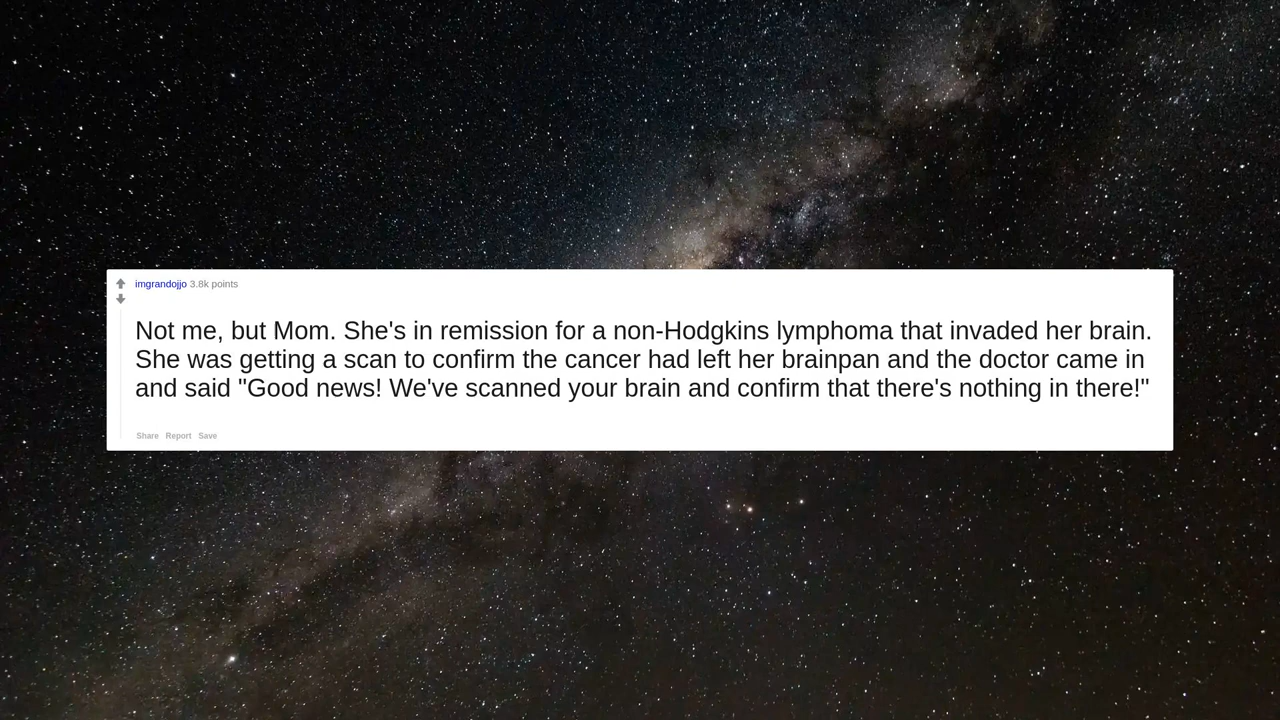 imgrandojjo 3.8k points
Not me, but Mom. She's in remission for a non-Hodgkins lymphoma that invaded her brain.
She was getting a scan to confirm the cancer had left her brainpan and the doctor came in
and said "Good news! We've scanned your brain and confirm that there's nothing in there!"
Share Report Save